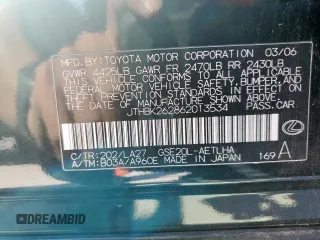 MFD.BY: TOYOTA MOTOR CORPORATION 03/06
GVWR 4425LB GAWR FR 2470LB RR 2430LB
THIS VEHICLE CONFORMS TO ALL APPLICABLE
FEDERAL MOTOR VEHICLE SAFETY, BUMPER, AND
THEFT PREVENTION STANDARDS IN EFFECT ON
THE DATE OF MANUFACTURE SHOWN ABOVE.
JTHBK262862013534 PASS.CAR
C/TR: 202/LA27 GSE20L-AETLHA
A/TM: B03A/A960E MADE IN JAPAN 169 A
autobidcar